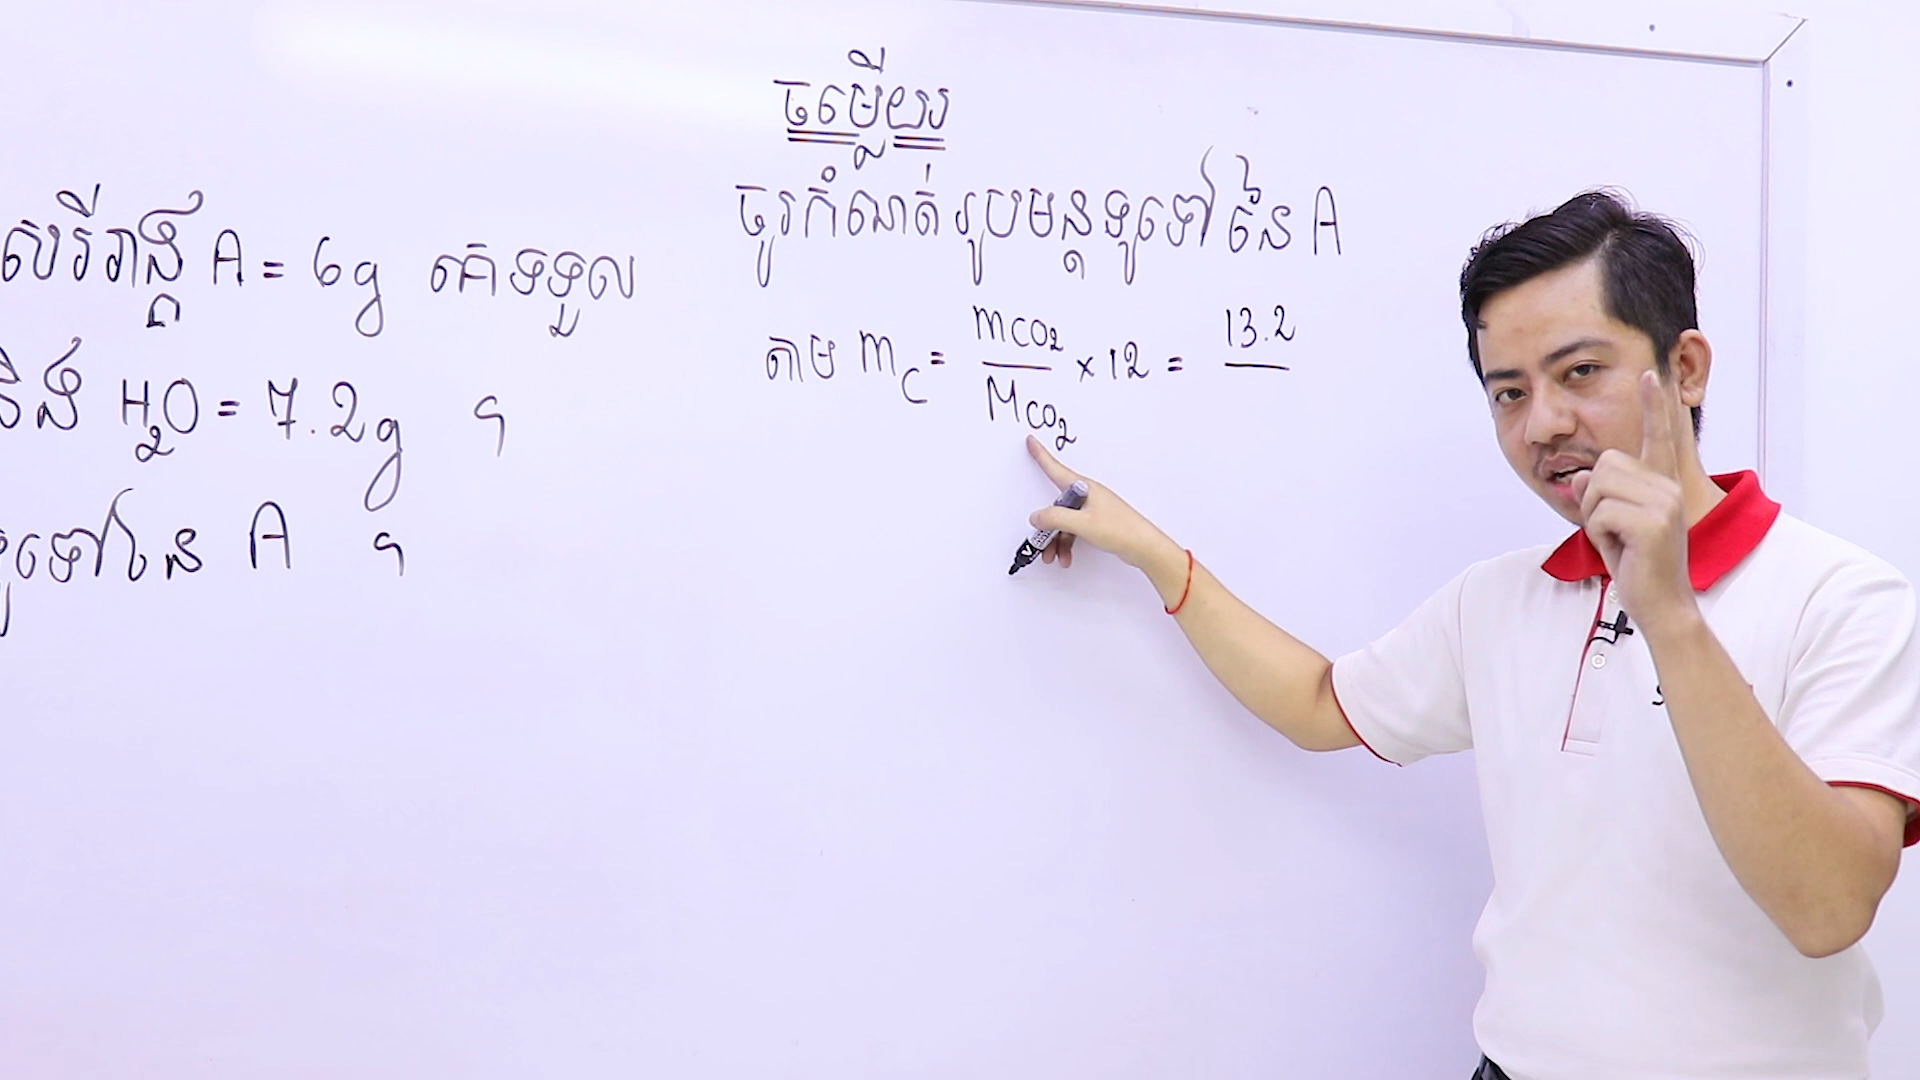 សរីរាង្គ A = 6g គេទទួល
និង H₂O = 7.2g ។
ទូទៅនៃ A ។
ចម្លើយ
ចូរកំណត់រូបមន្តទូទៅនៃ A
តាម mC = mCO₂ / MCO₂ × 12 = 13.2